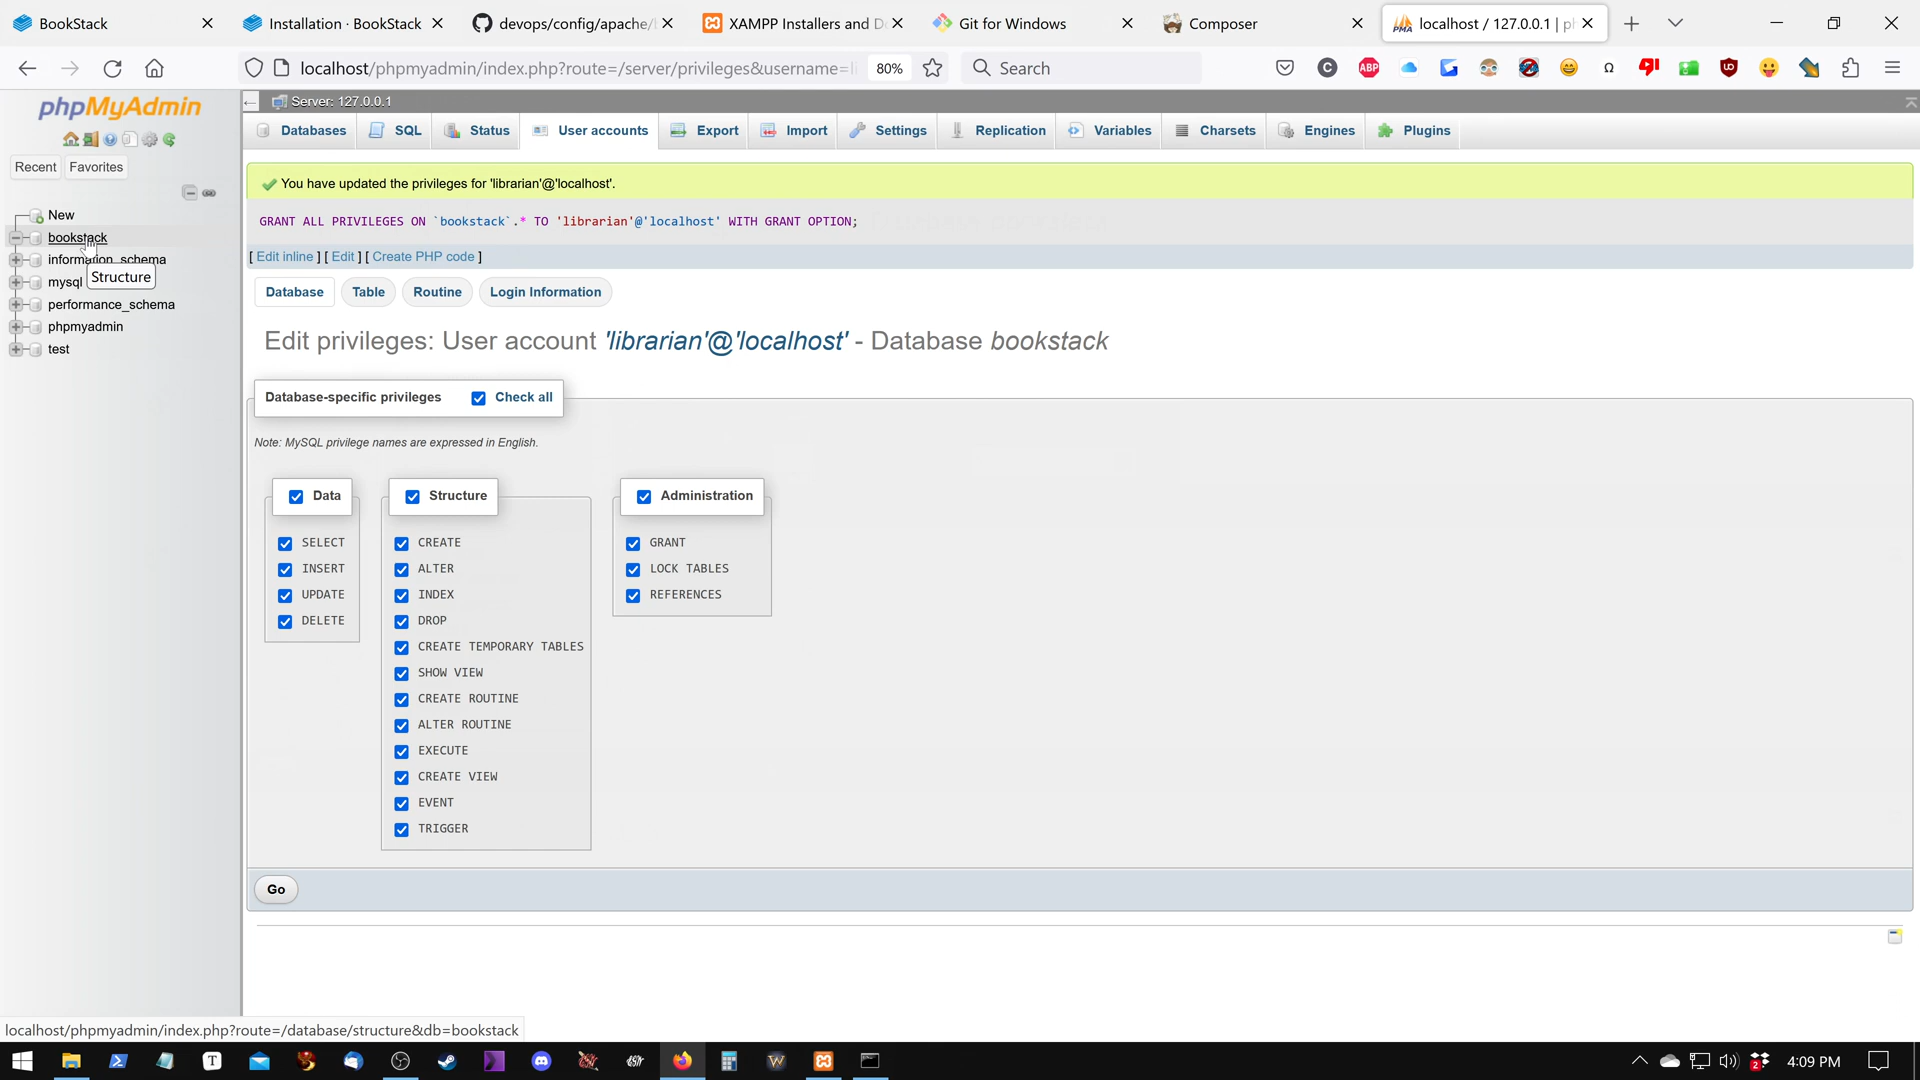 BookStack
Installation · BookStack
devops/config/apache/
XAMPP Installers and D
Git for Windows
Composer
localhost / 127.0.0.1 | p
localhost/phpmyadmin/index.php?route=/server/privileges&username=l
80%
Search
phpMyAdmin
Recent
Favorites
New
bookstack
information_schema
Structure
mysql
performance_schema
phpmyadmin
test
Server: 127.0.0.1
Databases
SQL
Status
User accounts
Export
Import
Settings
Replication
Variables
Charsets
Engines
Plugins
You have updated the privileges for 'librarian'@'localhost'.
GRANT ALL PRIVILEGES ON `bookstack`.* TO 'librarian'@'localhost' WITH GRANT OPTION;
[ Edit inline ] [ Edit ] [ Create PHP code ]
Database
Table
Routine
Login Information
Edit privileges: User account 'librarian'@'localhost' - Database bookstack
Database-specific privileges
Check all
Note: MySQL privilege names are expressed in English.
Data
SELECT
INSERT
UPDATE
DELETE
Structure
CREATE
ALTER
INDEX
DROP
CREATE TEMPORARY TABLES
SHOW VIEW
CREATE ROUTINE
ALTER ROUTINE
EXECUTE
CREATE VIEW
EVENT
TRIGGER
Administration
GRANT
LOCK TABLES
REFERENCES
Go
localhost/phpmyadmin/index.php?route=/database/structure&db=bookstack
4:09 PM